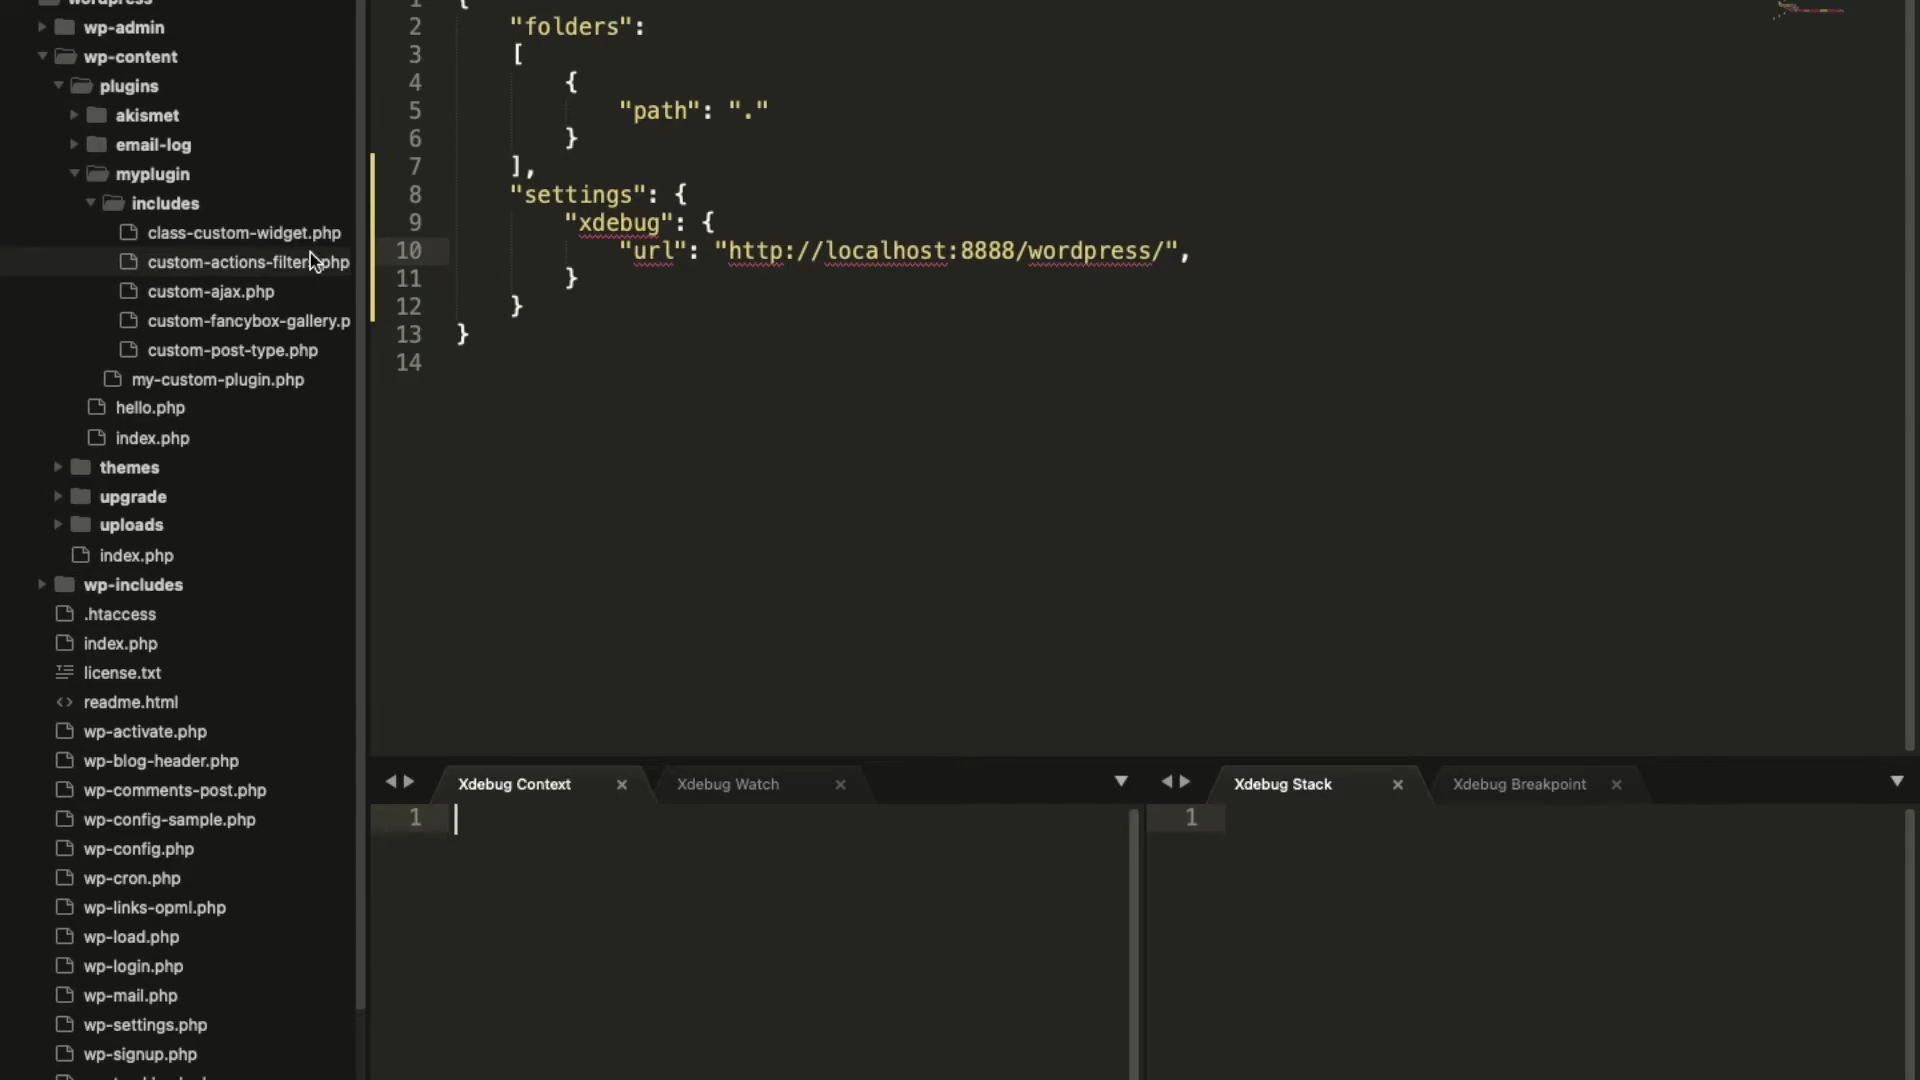 wordpress
wp-admin
wp-content
plugins
akismet
email-log
myplugin
includes
class-custom-widget.php
custom-actions-filter.php
custom-ajax.php
custom-fancybox-gallery.p
custom-post-type.php
my-custom-plugin.php
hello.php
index.php
themes
upgrade
uploads
index.php
wp-includes
.htaccess
index.php
license.txt
<> readme.html
wp-activate.php
wp-blog-header.php
wp-comments-post.php
wp-config-sample.php
wp-config.php
wp-cron.php
wp-links-opml.php
wp-load.php
wp-login.php
wp-mail.php
wp-settings.php
wp-signup.php
1 {
2 "folders":
3 [
4 {
5 "path": "."
6 }
7 ],
8 "settings": {
9 "xdebug": {
10 "url": "http://localhost:8888/wordpress/",
11 }
12 }
13 }
14
Xdebug Context × Xdebug Watch ×
1
Xdebug Stack × Xdebug Breakpoint ×
1